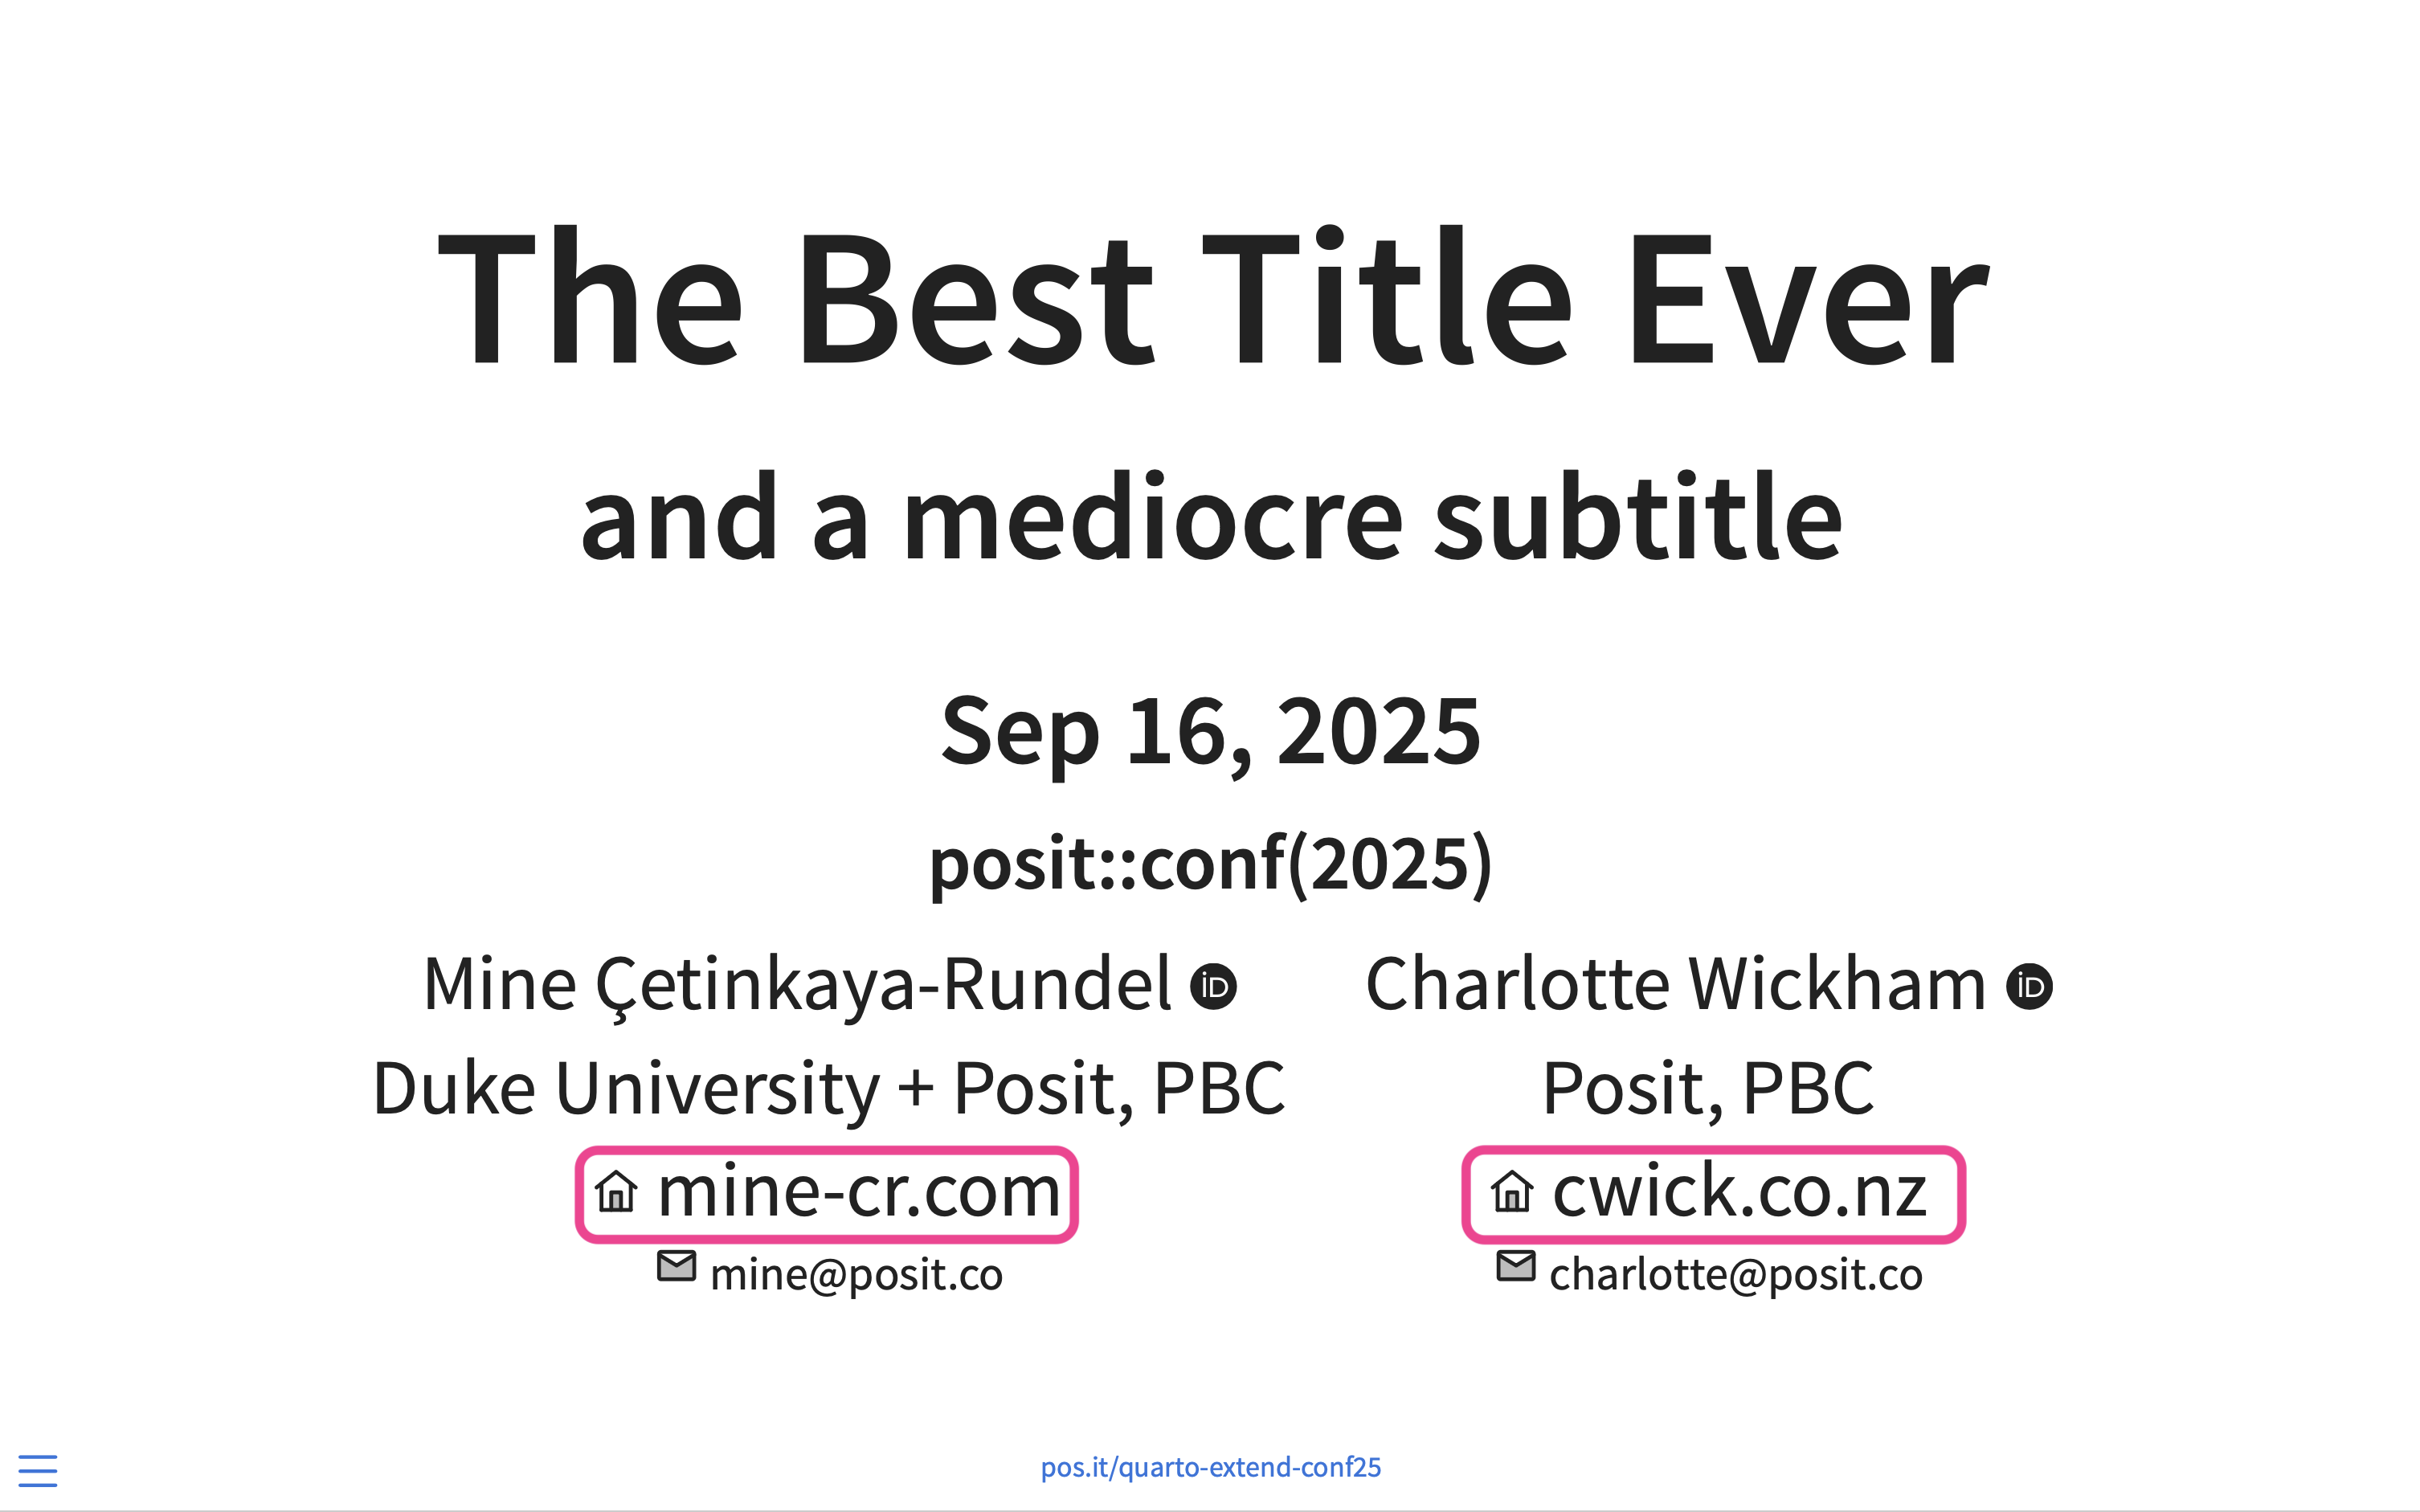 The Best Title Ever
and a mediocre subtitle
Sep 16, 2025
posit::conf(2025)
Mine Çetinkaya-Rundel iD Charlotte Wickham iD
Duke University + Posit, PBC Posit, PBC
mine-cr.com cwick.co.nz
mine@posit.co charlotte@posit.co
pos.it/quarto-extend-conf25